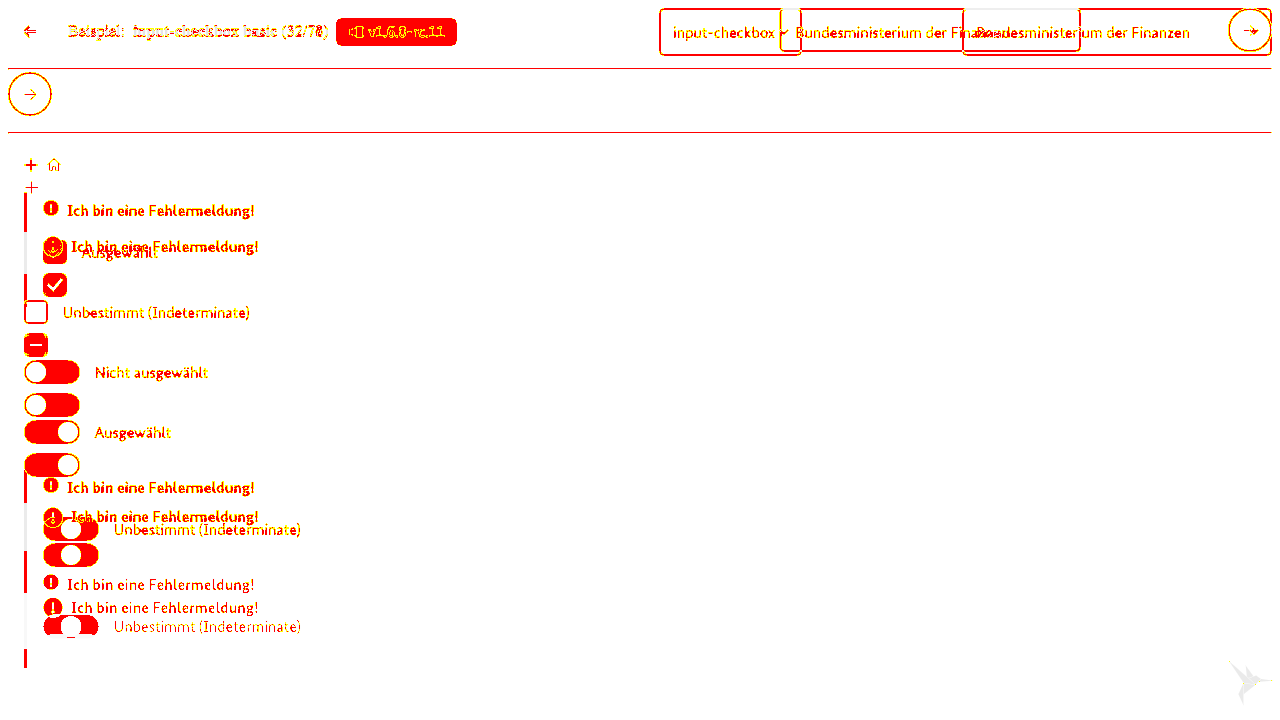 Beispiel: input-checkbox basic (32/78) v1.6.0-rc.11 input-checkbox Bundesministerium der Finanzen Bundesministerium der Finanzen
Ich bin eine Fehlermeldung!
Ich bin eine Fehlermeldung!
Ausgewählt
Unbestimmt (Indeterminate)
Nicht ausgewählt
Ausgewählt
Ich bin eine Fehlermeldung!
Ich bin eine Fehlermeldung!
Unbestimmt (Indeterminate)
Ich bin eine Fehlermeldung!
Ich bin eine Fehlermeldung!
Unbestimmt (Indeterminate)